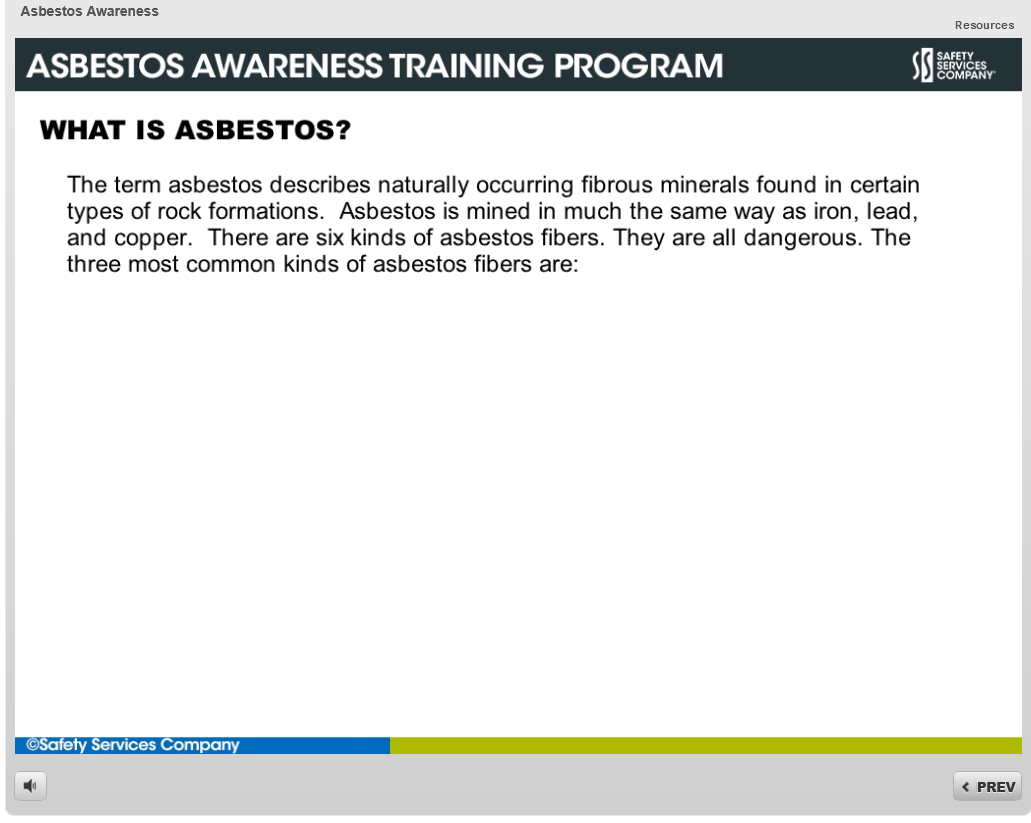 Asbestos Awareness
Resources
ASBESTOS AWARENESS TRAINING PROGRAM
SAFETY
SERVICES
COMPANY
WHAT IS ASBESTOS?
The term asbestos describes naturally occurring fibrous minerals found in certain
types of rock formations.  Asbestos is mined in much the same way as iron, lead,
and copper.  There are six kinds of asbestos fibers. They are all dangerous. The
three most common kinds of asbestos fibers are:
©Safety Services Company
PREV